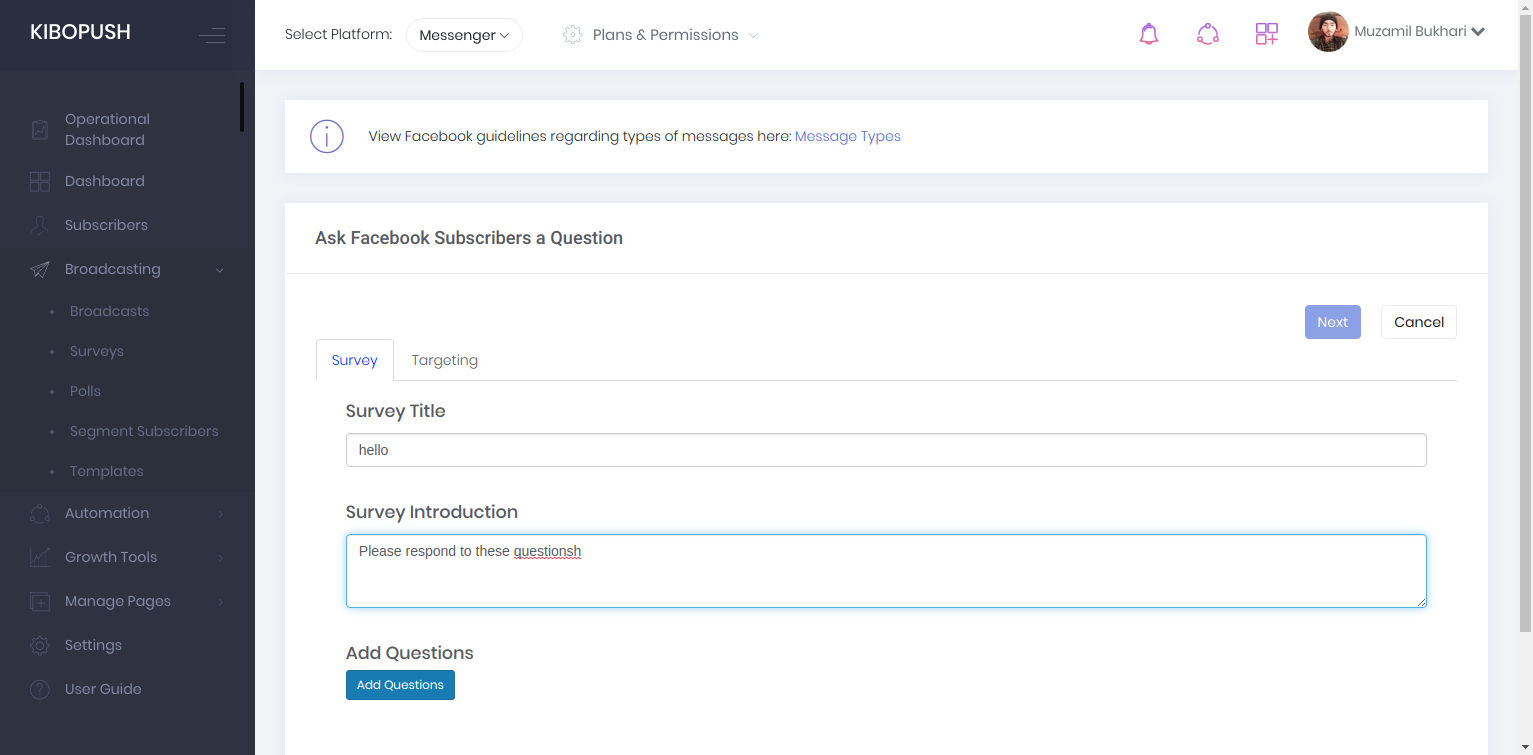 KIBOPUSH
Select Platform: Messenger Plans & Permissions Muzamil Bukhari
Operational
Dashboard
Dashboard
Subscribers
Broadcasting
Broadcasts
Surveys
Polls
Segment Subscribers
Templates
Automation
Growth Tools
Manage Pages
Settings
User Guide
View Facebook guidelines regarding types of messages here: Message Types
Ask Facebook Subscribers a Question
Next Cancel
Survey Targeting
Survey Title
hello
Survey Introduction
Please respond to these questionsh
Add Questions
Add Questions